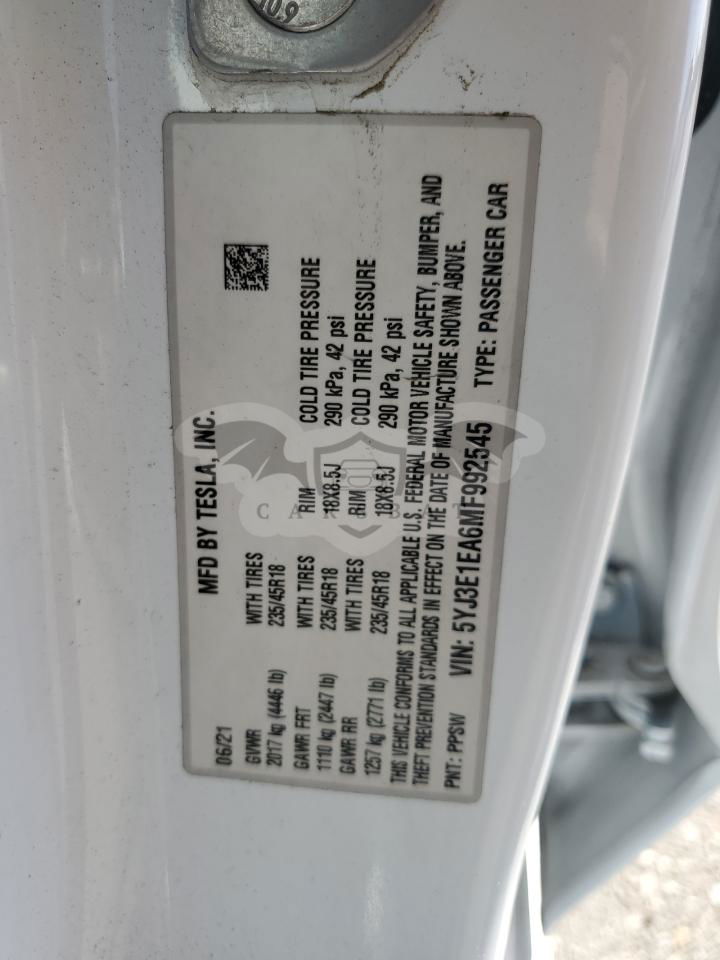 10.9
MFD BY TESLA, INC.
06/21
GVWR WITH TIRES
2017 kg (4446 lb) 235/45R18
GAWR FRT WITH TIRES RIM COLD TIRE PRESSURE
1110 kg (2447 lb) 235/45R18 18X8.5J 290 kPa, 42 psi
GAWR RR WITH TIRES RIM COLD TIRE PRESSURE
1257 kg (2771 lb) 235/45R18 18X8.5J 290 kPa, 42 psi
THIS VEHICLE CONFORMS TO ALL APPLICABLE U.S. FEDERAL MOTOR VEHICLE SAFETY, BUMPER, AND
THEFT PREVENTION STANDARDS IN EFFECT ON THE DATE OF MANUFACTURE SHOWN ABOVE.
PNT: PPSW VIN: 5YJ3E1EA6MF992545 TYPE: PASSENGER CAR